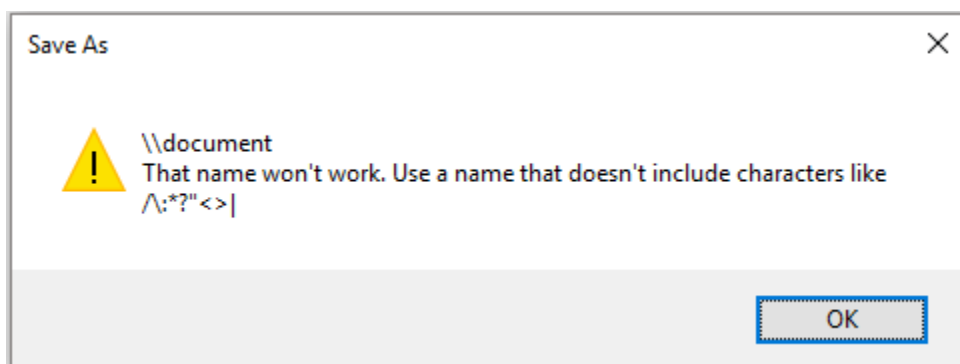 Save As
\\document
That name won't work. Use a name that doesn't include characters like
/\:*?"<>|
OK